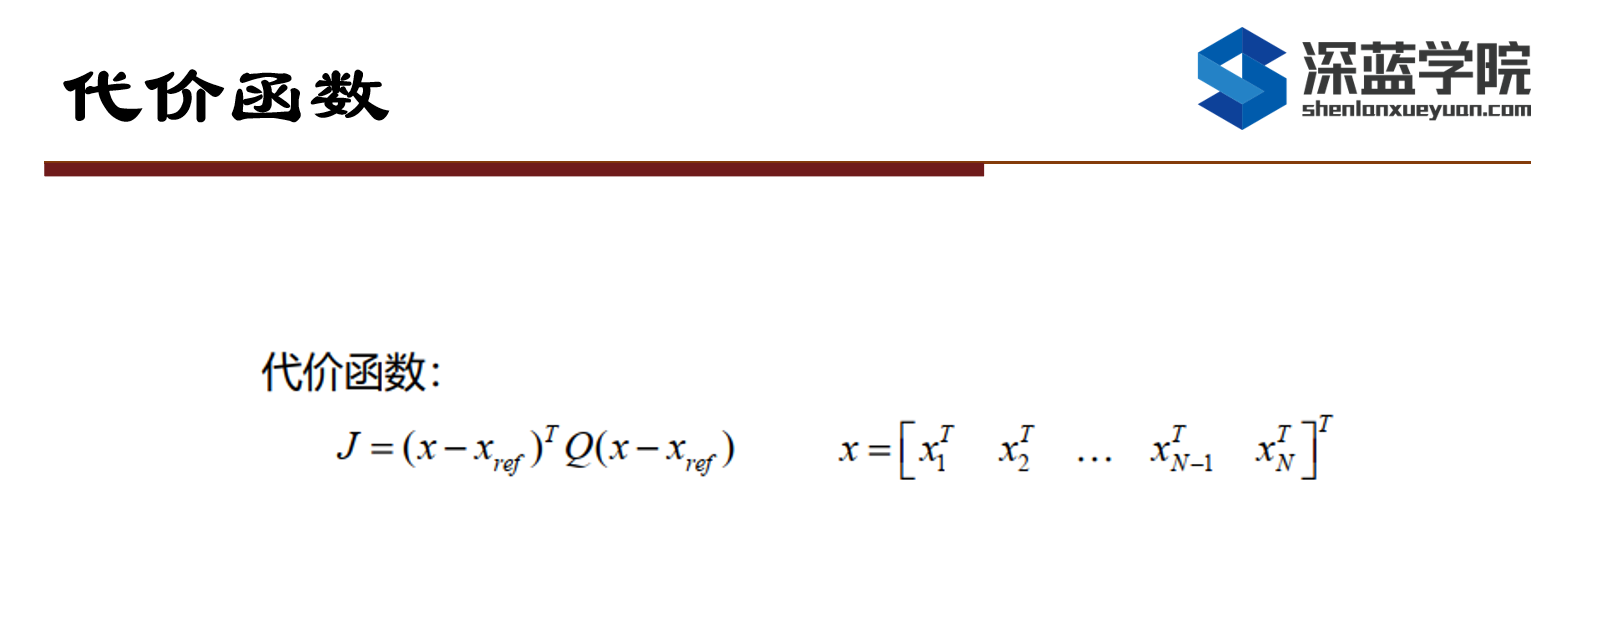 代价函数
深蓝学院
shenlanxueyuan.com
代价函数:
J = (x − x_ref)^T Q(x − x_ref)    x = [x_1^T  x_2^T  …  x_{N−1}^T  x_N^T]^T